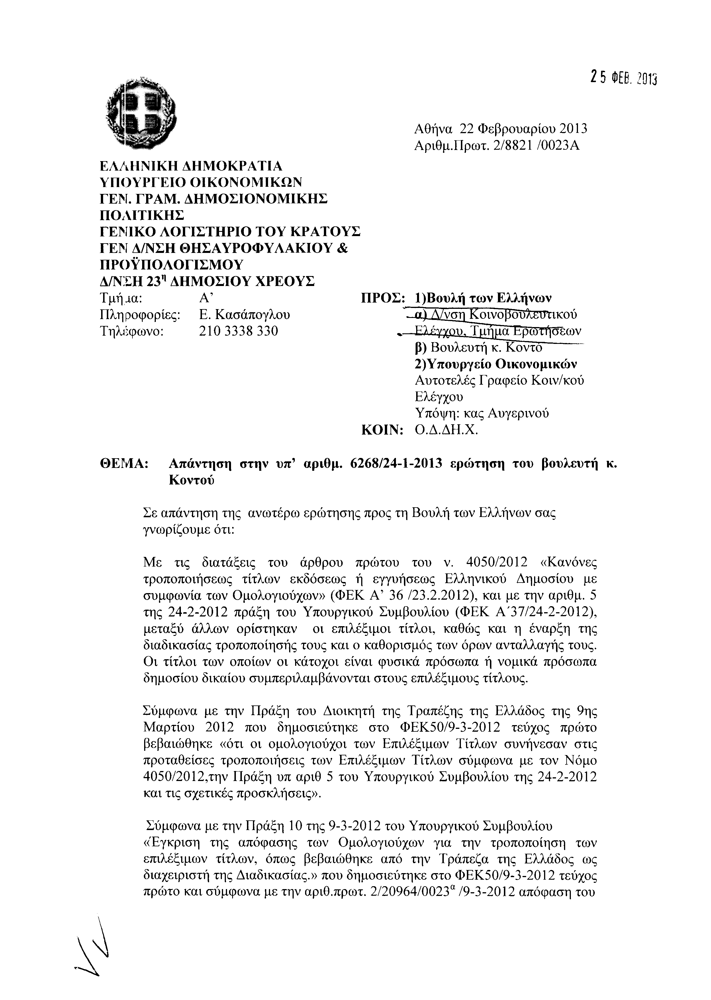 25 ΦΕΒ. 2013
Αθήνα 22 Φεβρουαρίου 2013
Αριθμ.Πρωτ. 2/8821 /0023Α
ΕΛΛΗΝΙΚΗ ΔΗΜΟΚΡΑΤΙΑ
ΥΠΟΥΡΓΕΙΟ ΟΙΚΟΝΟΜΙΚΩΝ
ΓΕΝ. ΓΡΑΜ. ΔΗΜΟΣΙΟΝΟΜΙΚΗΣ
ΠΟΛΙΤΙΚΗΣ
ΓΕΝΙΚΟ ΛΟΓΙΣΤΗΡΙΟ ΤΟΥ ΚΡΑΤΟΥΣ
ΓΕΝ Δ/ΝΣΗ ΘΗΣΑΥΡΟΦΥΛΑΚΙΟΥ &
ΠΡΟΫΠΟΛΟΓΙΣΜΟΥ
Δ/ΝΣΗ 23η ΔΗΜΟΣΙΟΥ ΧΡΕΟΥΣ
Τμήμα: Α’
Πληροφορίες: Ε. Κασάπογλου
Τηλέφωνο: 210 3338 330
ΠΡΟΣ: 1)Βουλή των Ελλήνων
α) Δ/νση Κοινοβουλευτικού
Ελέγχου, Τμήμα Ερωτήσεων
β) Βουλευτή κ. Κοντό
2)Υπουργείο Οικονομικών
Αυτοτελές Γραφείο Κοιν/κού
Ελέγχου
Υπόψη: κας Αυγερινού
ΚΟΙΝ: Ο.Δ.ΔΗ.Χ.
ΘΕΜΑ: Απάντηση στην υπ’ αριθμ. 6268/24-1-2013 ερώτηση του βουλευτή κ.
Κοντού
Σε απάντηση της ανωτέρω ερώτησης προς τη Βουλή των Ελλήνων σας
γνωρίζουμε ότι:
Με τις διατάξεις του άρθρου πρώτου του ν. 4050/2012 «Κανόνες
τροποποιήσεως τίτλων εκδόσεως ή εγγυήσεως Ελληνικού Δημοσίου με
συμφωνία των Ομολογιούχων» (ΦΕΚ Α’ 36 /23.2.2012), και με την αριθμ. 5
της 24-2-2012 πράξη του Υπουργικού Συμβουλίου (ΦΕΚ Α΄37/24-2-2012),
μεταξύ άλλων ορίστηκαν οι επιλέξιμοι τίτλοι, καθώς και η έναρξη της
διαδικασίας τροποποίησής τους και ο καθορισμός των όρων ανταλλαγής τους.
Οι τίτλοι των οποίων οι κάτοχοι είναι φυσικά πρόσωπα ή νομικά πρόσωπα
δημοσίου δικαίου συμπεριλαμβάνονται στους επιλέξιμους τίτλους.
Σύμφωνα με την Πράξη του Διοικητή της Τραπέζης της Ελλάδος της 9ης
Μαρτίου 2012 που δημοσιεύτηκε στο ΦΕΚ50/9-3-2012 τεύχος πρώτο
βεβαιώθηκε «ότι οι ομολογιούχοι των Επιλέξιμων Τίτλων συνήνεσαν στις
προταθείσες τροποποιήσεις των Επιλέξιμων Τίτλων σύμφωνα με τον Νόμο
4050/2012,την Πράξη υπ αριθ 5 του Υπουργικού Συμβουλίου της 24-2-2012
και τις σχετικές προσκλήσεις».
Σύμφωνα με την Πράξη 10 της 9-3-2012 του Υπουργικού Συμβουλίου
«Έγκριση της απόφασης των Ομολογιούχων για την τροποποίηση των
επιλέξιμων τίτλων, όπως βεβαιώθηκε από την Τράπεζα της Ελλάδος ως
διαχειριστή της Διαδικασίας.» που δημοσιεύτηκε στο ΦΕΚ50/9-3-2012 τεύχος
πρώτο και σύμφωνα με την αριθ.πρωτ. 2/20964/0023α /9-3-2012 απόφαση του